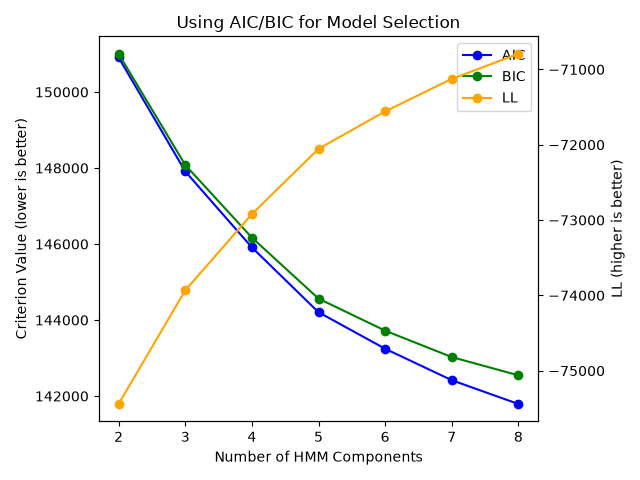 Using AIC/BIC for Model Selection
AIC
BIC
LL
Criterion Value (lower is better)
150000
148000
146000
144000
142000
−71000
−72000
−73000
−74000
−75000
LL (higher is better)
2 3 4 5 6 7 8
Number of HMM Components